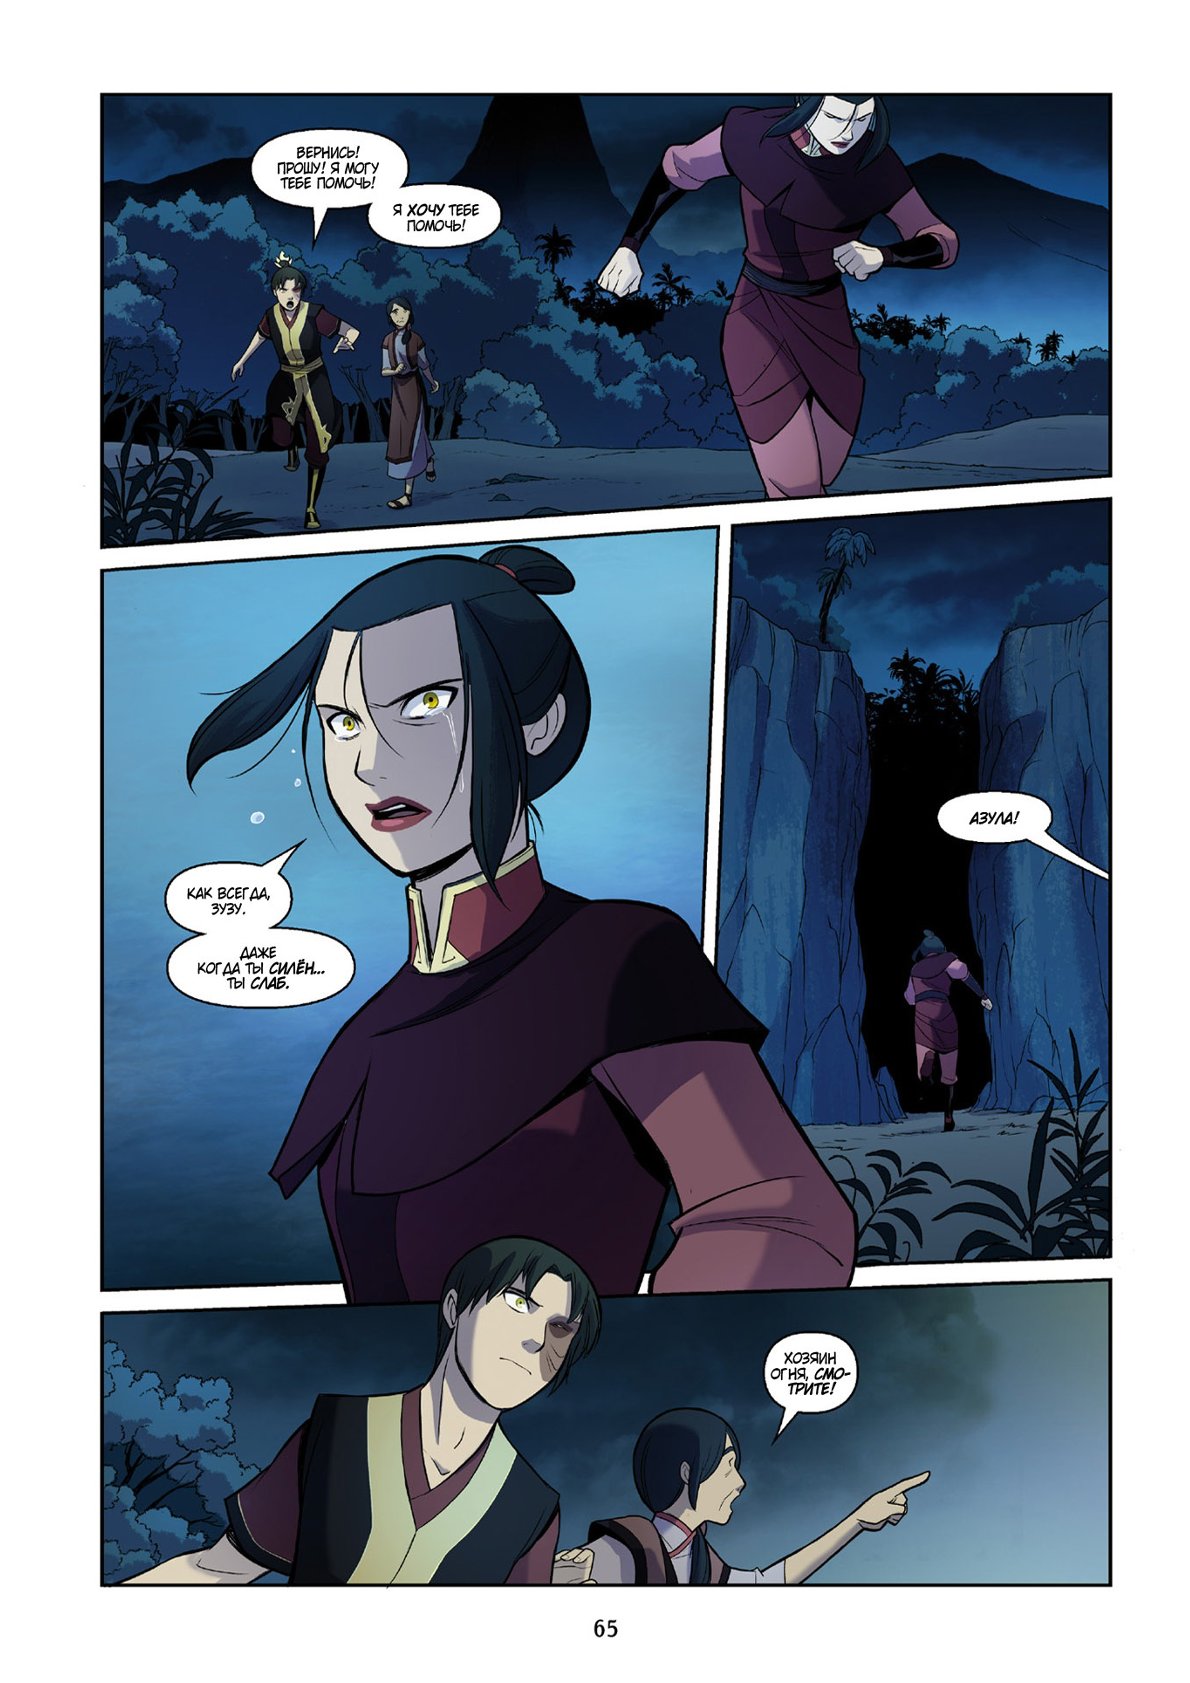 ВЕРНИСЬ!
ПРОШУ! Я МОГУ
ТЕБЕ ПОМОЧЬ!
Я ХОЧУ ТЕБЕ
ПОМОЧЬ!
КАК ВСЕГДА,
ЗУЗУ.
ДАЖЕ
КОГДА ТЫ СИЛЁН...
ТЫ СЛАБ.
АЗУЛА!
ХОЗЯИН
ОГНЯ, СМО-
ТРИТЕ!
65